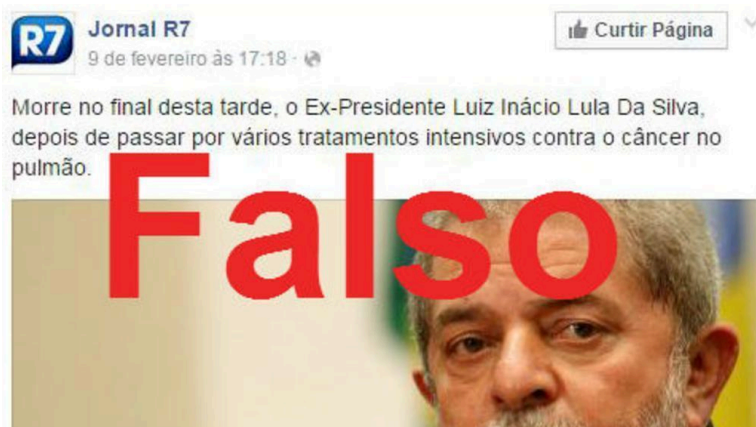 R7
Jornal R7
Curtir Página
9 de fevereiro às 17:18 ·
Morre no final desta tarde, o Ex-Presidente Luiz Inácio Lula Da Silva,
depois de passar por vários tratamentos intensivos contra o câncer no
pulmão.
Falso